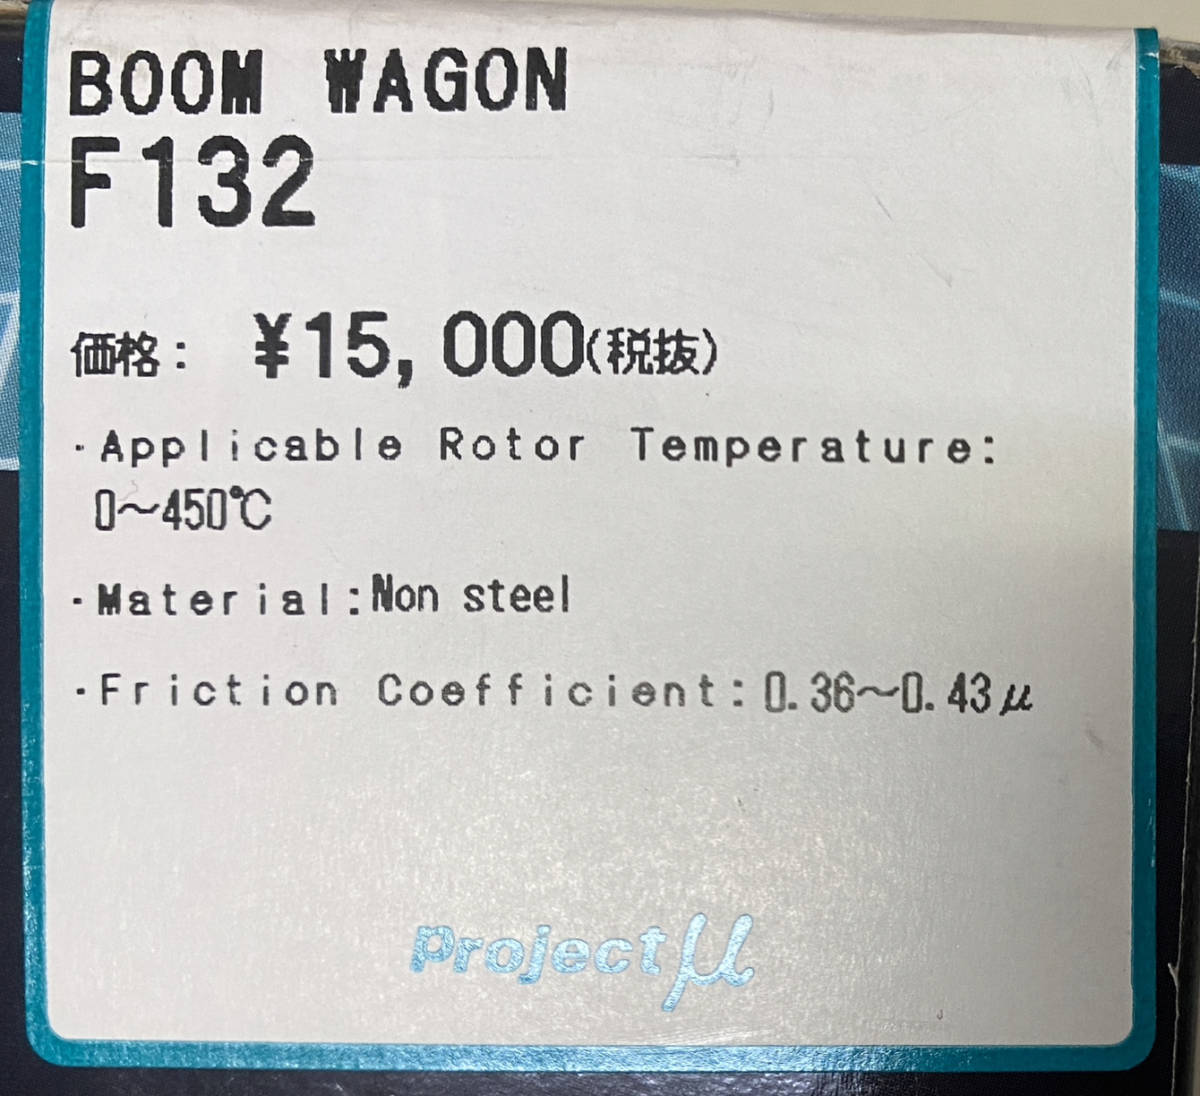 BOOM WAGON
F132
価格: ¥15,000(税抜)
・Applicable Rotor Temperature:
0〜450℃
・Material:Non steel
・Friction Coefficient:0.36〜0.43μ
Project μ